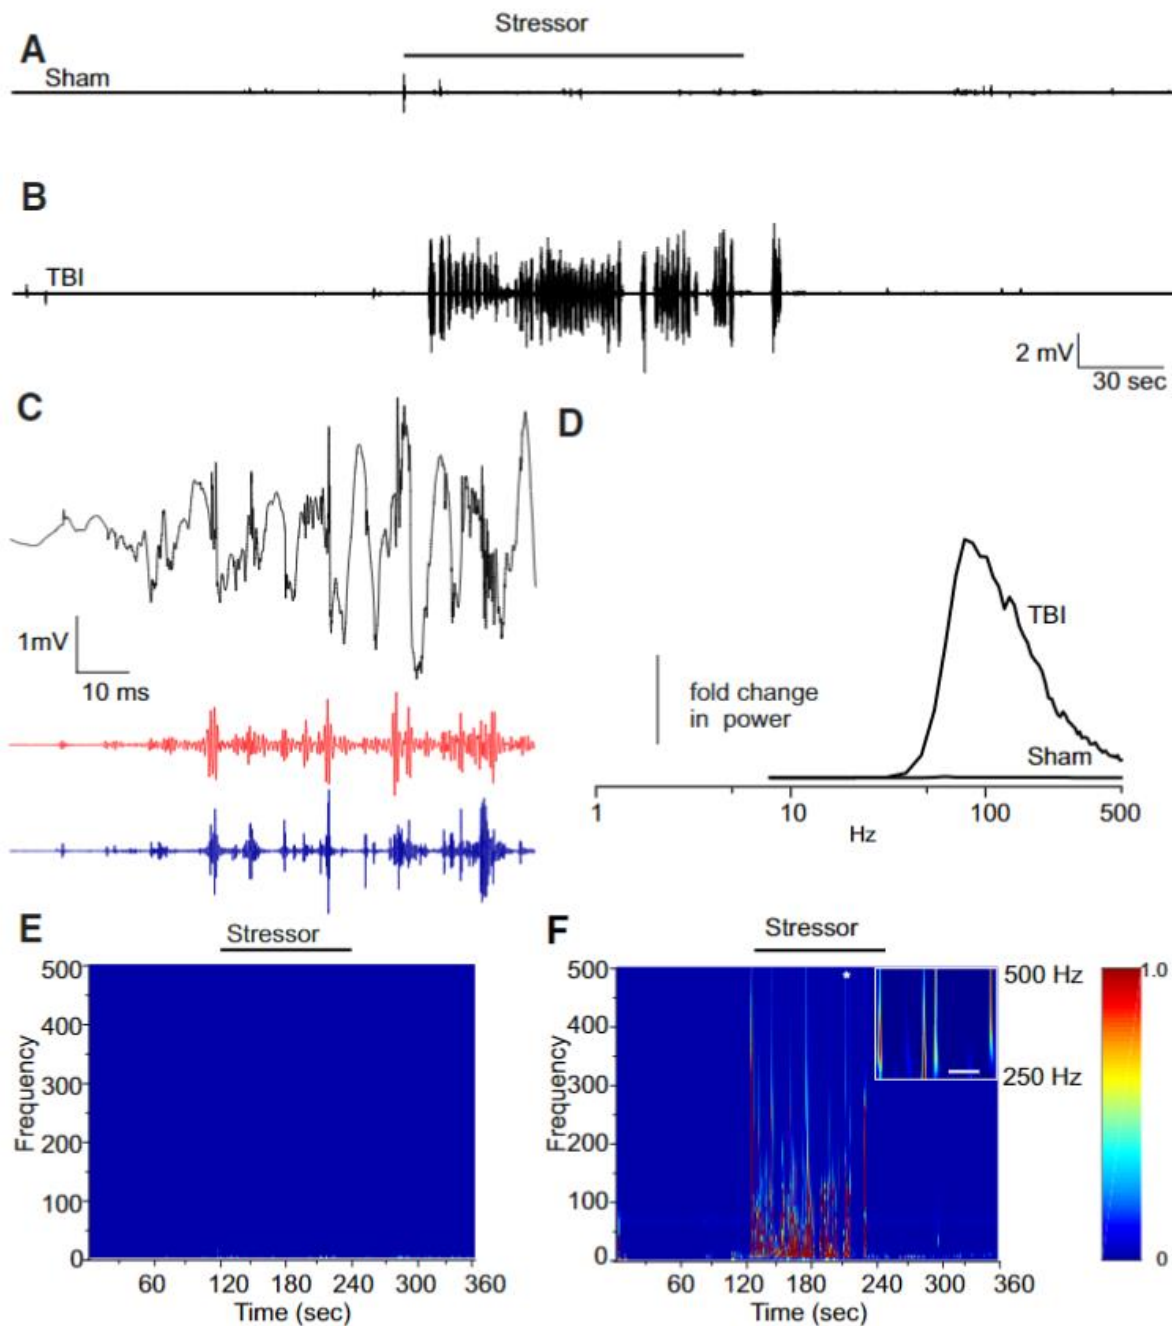 Stressor
A
Sham
B
TBI
2 mV
30 sec
C
D
1mV
10 ms
TBI
fold change
in power
Sham
1
10
100
500
Hz
E
Stressor
500
400
300
200
100
0
Frequency
60
120
180
240
300
360
Time (sec)
F
Stressor
500
400
300
200
100
0
Frequency
*
500 Hz
250 Hz
1.0
0
60
120
180
240
300
360
Time (sec)